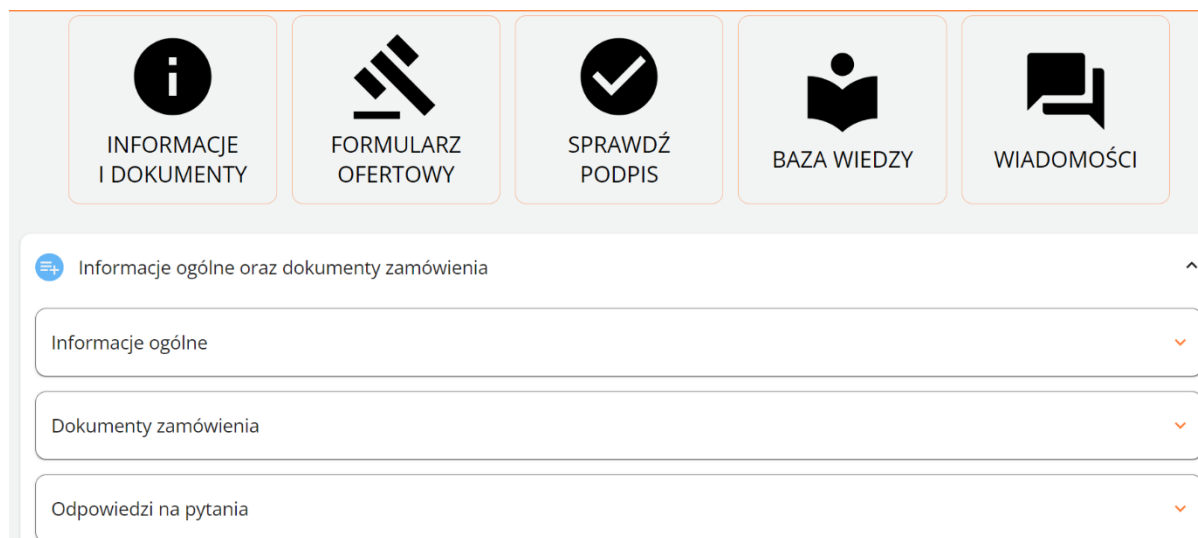 INFORMACJE
I DOKUMENTY
FORMULARZ
OFERTOWY
SPRAWDŹ
PODPIS
BAZA WIEDZY
WIADOMOŚCI
Informacje ogólne oraz dokumenty zamówienia
Informacje ogólne
Dokumenty zamówienia
Odpowiedzi na pytania